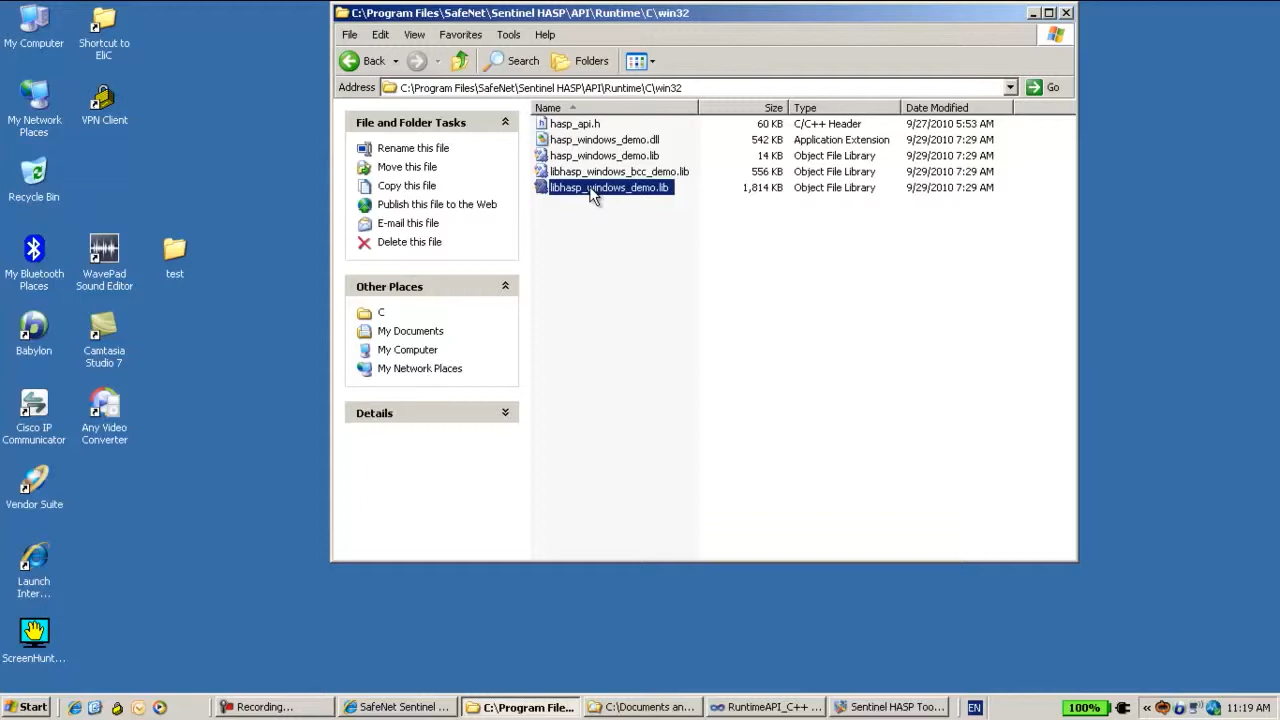 C:\Program Files\SafeNet\Sentinel HASP\API\Runtime\C\win32
File Edit View Favorites Tools Help
Back Search Folders
Address C:\Program Files\SafeNet\Sentinel HASP\API\Runtime\C\win32 Go
File and Folder Tasks
Rename this file
Move this file
Copy this file
Publish this file to the Web
E-mail this file
Delete this file
Other Places
C
My Documents
My Computer
My Network Places
Details
Name Size Type Date Modified
hasp_api.h 60 KB C/C++ Header 9/27/2010 5:53 AM
hasp_windows_demo.dll 542 KB Application Extension 9/29/2010 7:29 AM
hasp_windows_demo.lib 14 KB Object File Library 9/29/2010 7:29 AM
libhasp_windows_bcc_demo.lib 556 KB Object File Library 9/29/2010 7:29 AM
libhasp_windows_demo.lib 1,814 KB Object File Library 9/29/2010 7:29 AM
My Computer
Shortcut to
EliC
My Network
Places
VPN Client
Recycle Bin
My Bluetooth
Places
WavePad
Sound Editor
test
Babylon
Camtasia
Studio 7
Cisco IP
Communicator
Any Video
Converter
Vendor Suite
Launch
Inter...
ScreenHunt...
Start Recording... SafeNet Sentinel ... C:\Program File... C:\Documents an... RuntimeAPI_C++ ... Sentinel HASP Too... EN 100% « 11:19 AM